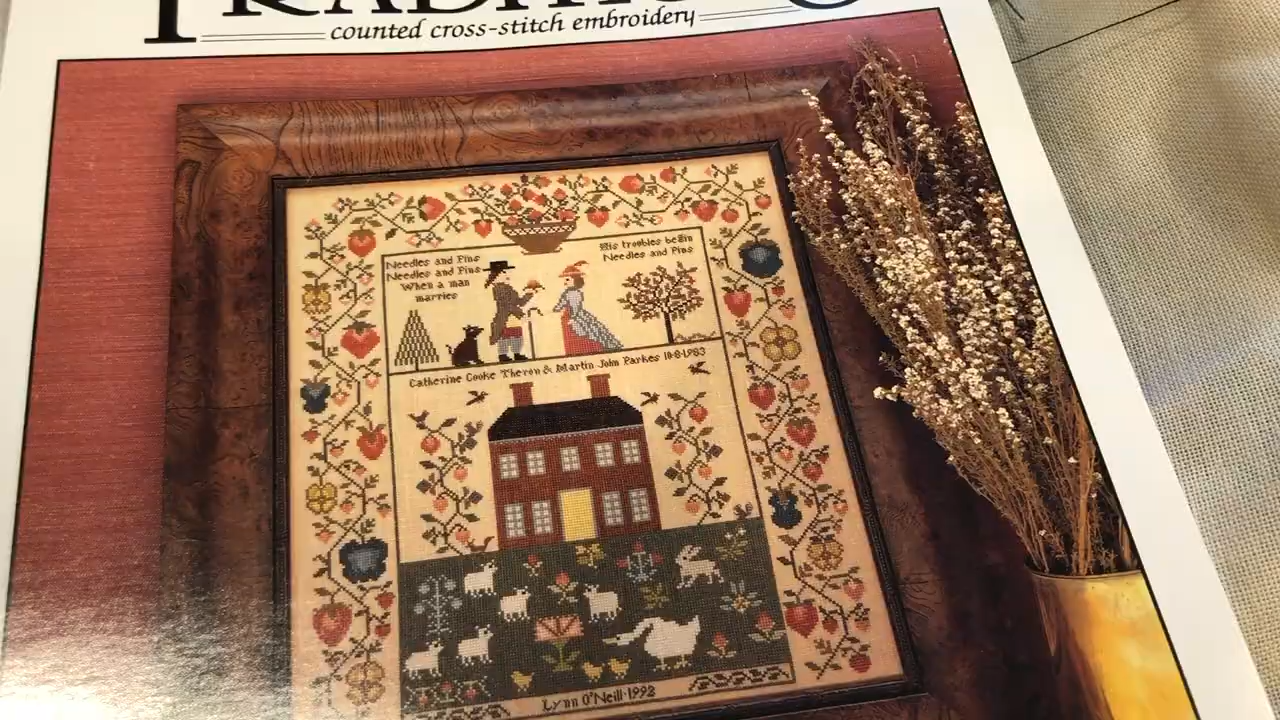 counted cross-stitch embroidery
Needles and Pins
Needles and Pins
When a man
marries
His troubles begin
Needles and Pins
Catherine Cooke Theron & Martin John Parkes 10·8·1983
Lynn O'Neill·1992